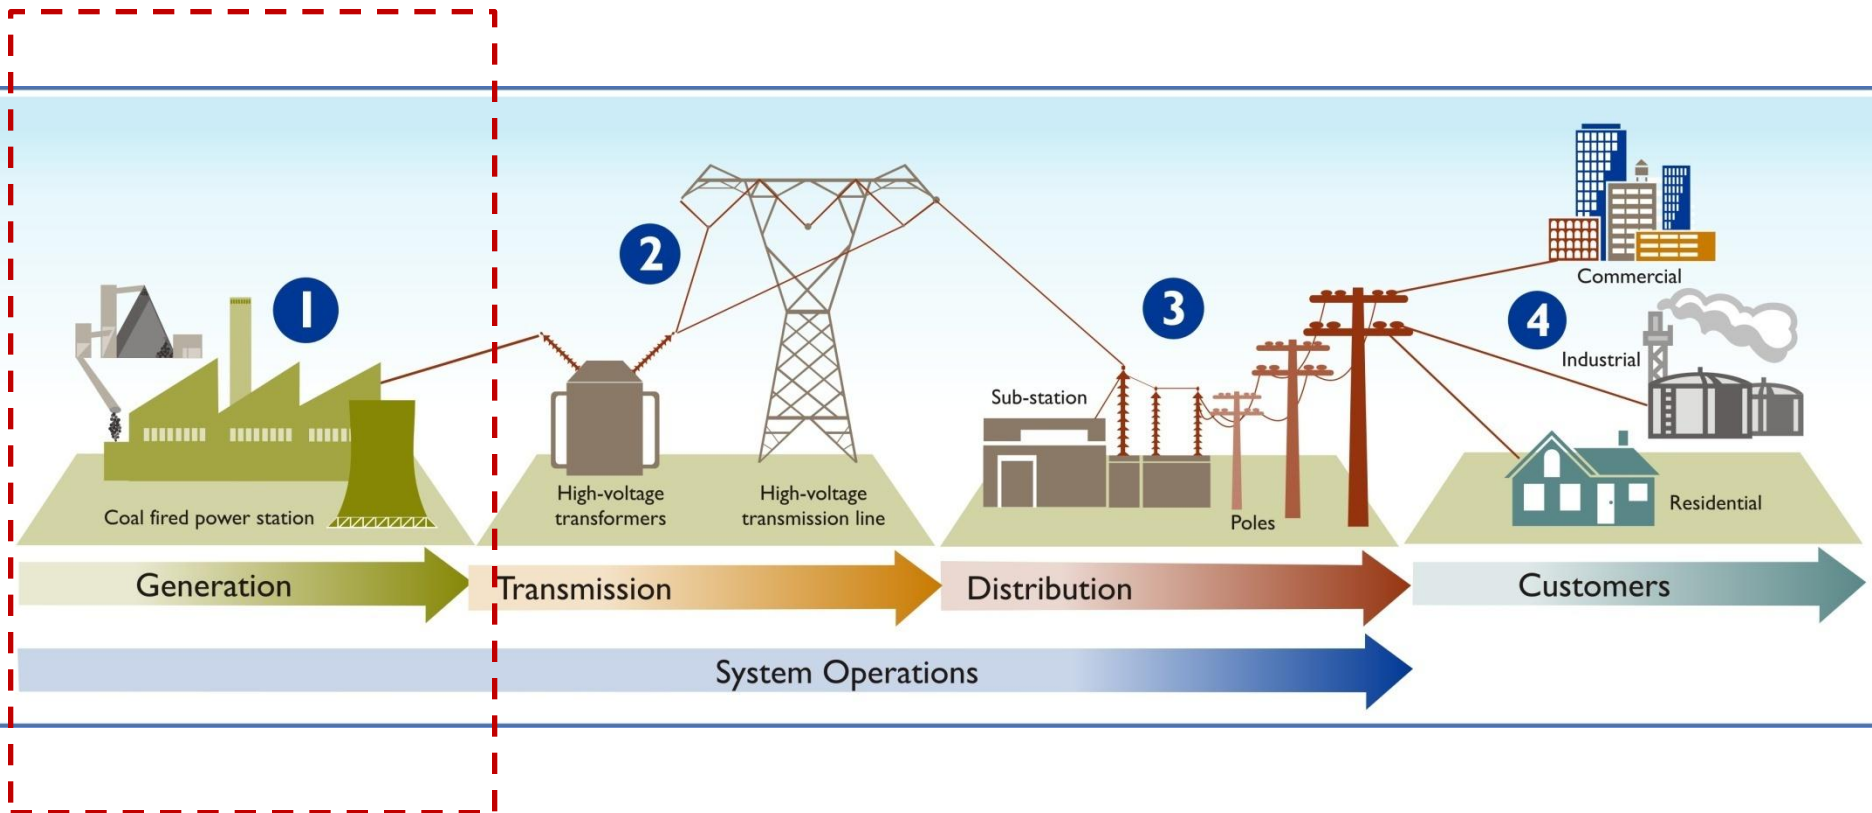 1
2
3
4
Commercial
Industrial
Sub-station
High-voltage
transformers
High-voltage
transmission line
Coal fired power station
Poles
Residential
Generation
Transmission
Distribution
Customers
System Operations